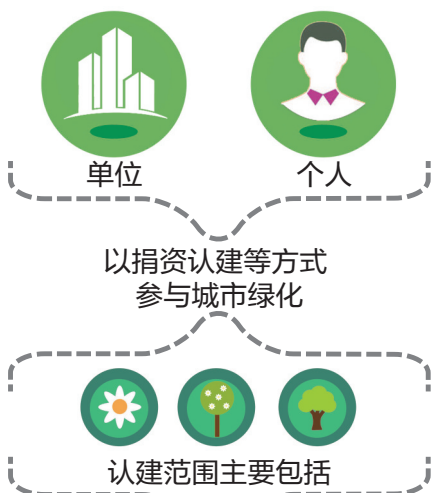 单位 个人
以捐资认建等方式
参与城市绿化
认建范围主要包括